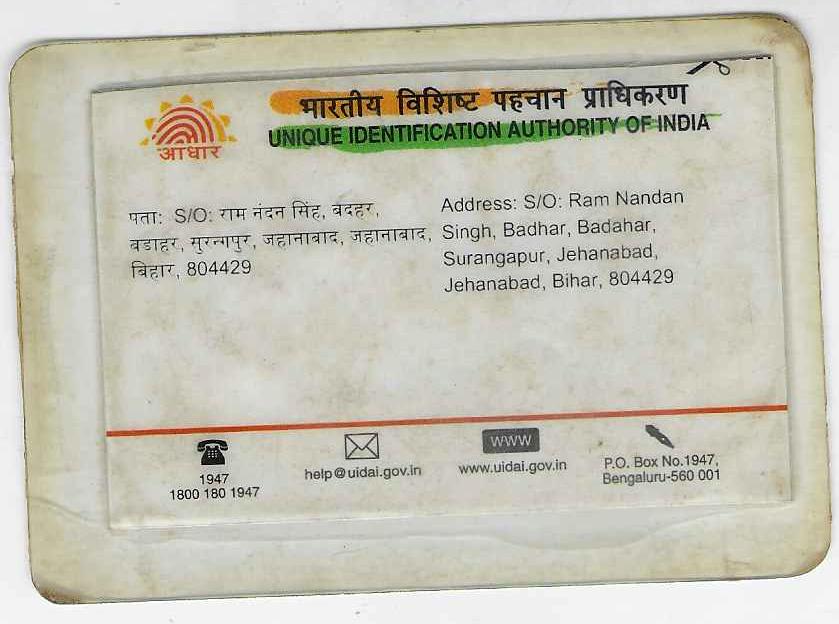 भारतीय विशिष्ट पहचान प्राधिकरण
UNIQUE IDENTIFICATION AUTHORITY OF INDIA
आधार
पता: S/O: राम नंदन सिंह, बदहर,
बडाहर, सुरन्गपुर, जहानाबाद, जहानाबाद,
बिहार, 804429
Address: S/O: Ram Nandan
Singh, Badhar, Badahar,
Surangapur, Jehanabad,
Jehanabad, Bihar, 804429
1947
1800 180 1947
help@uidai.gov.in
www
www.uidai.gov.in
P.O. Box No.1947,
Bengaluru-560 001